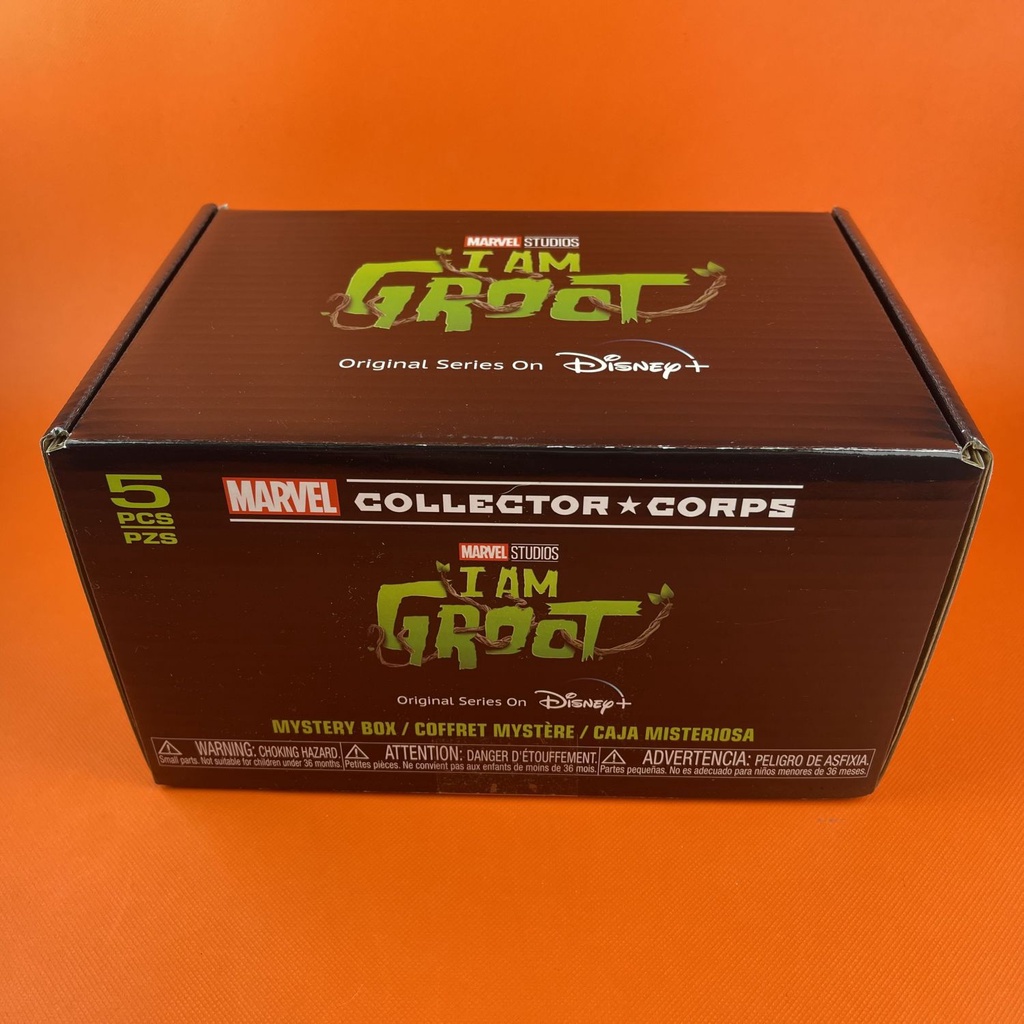 MARVEL STUDIOS
I AM
GROOT
Original Series On Disney+
5
PCS
PZS
MARVEL COLLECTOR★CORPS
MARVEL STUDIOS
I AM
GROOT
Original Series On Disney+
MYSTERY BOX / COFFRET MYSTÈRE / CAJA MISTERIOSA
WARNING: CHOKING HAZARD.
Small parts. Not suitable for children under 36 months.
ATTENTION: DANGER D'ÉTOUFFEMENT.
Petites pièces. Ne convient pas aux enfants de moins de 36 mois.
ADVERTENCIA: PELIGRO DE ASFIXIA.
Partes pequeñas. No es adecuado para niños menores de 36 meses.